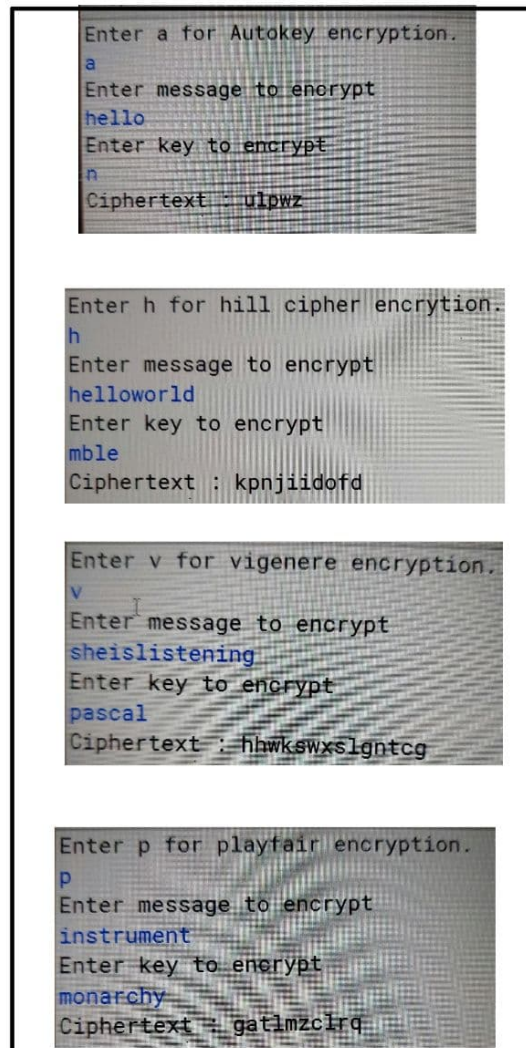 Enter a for Autokey encryption.
a
Enter message to encrypt
hello
Enter key to encrypt
n
Ciphertext : ulpwz
Enter h for hill cipher encrytion.
h
Enter message to encrypt
helloworld
Enter key to encrypt
mble
Ciphertext : kpnjiidofd
Enter v for vigenere encryption.
v
Enter message to encrypt
sheislistening
Enter key to encrypt
pascal
Ciphertext : hhwkswxslgntcg
Enter p for playfair encryption.
p
Enter message to encrypt
instrument
Enter key to encrypt
monarchy
Ciphertext : gatlmzclrq